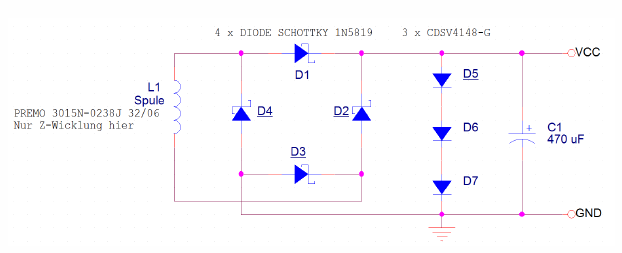 4 x DIODE SCHOTTKY 1N5819
3 x CDSV4148-G
VCC
D1
D5
L1
Spule
PREMO 3015N-0238J 32/06
Nur Z-Wicklung hier
D4
D2
D6
C1
470 uF
+
D3
D7
GND